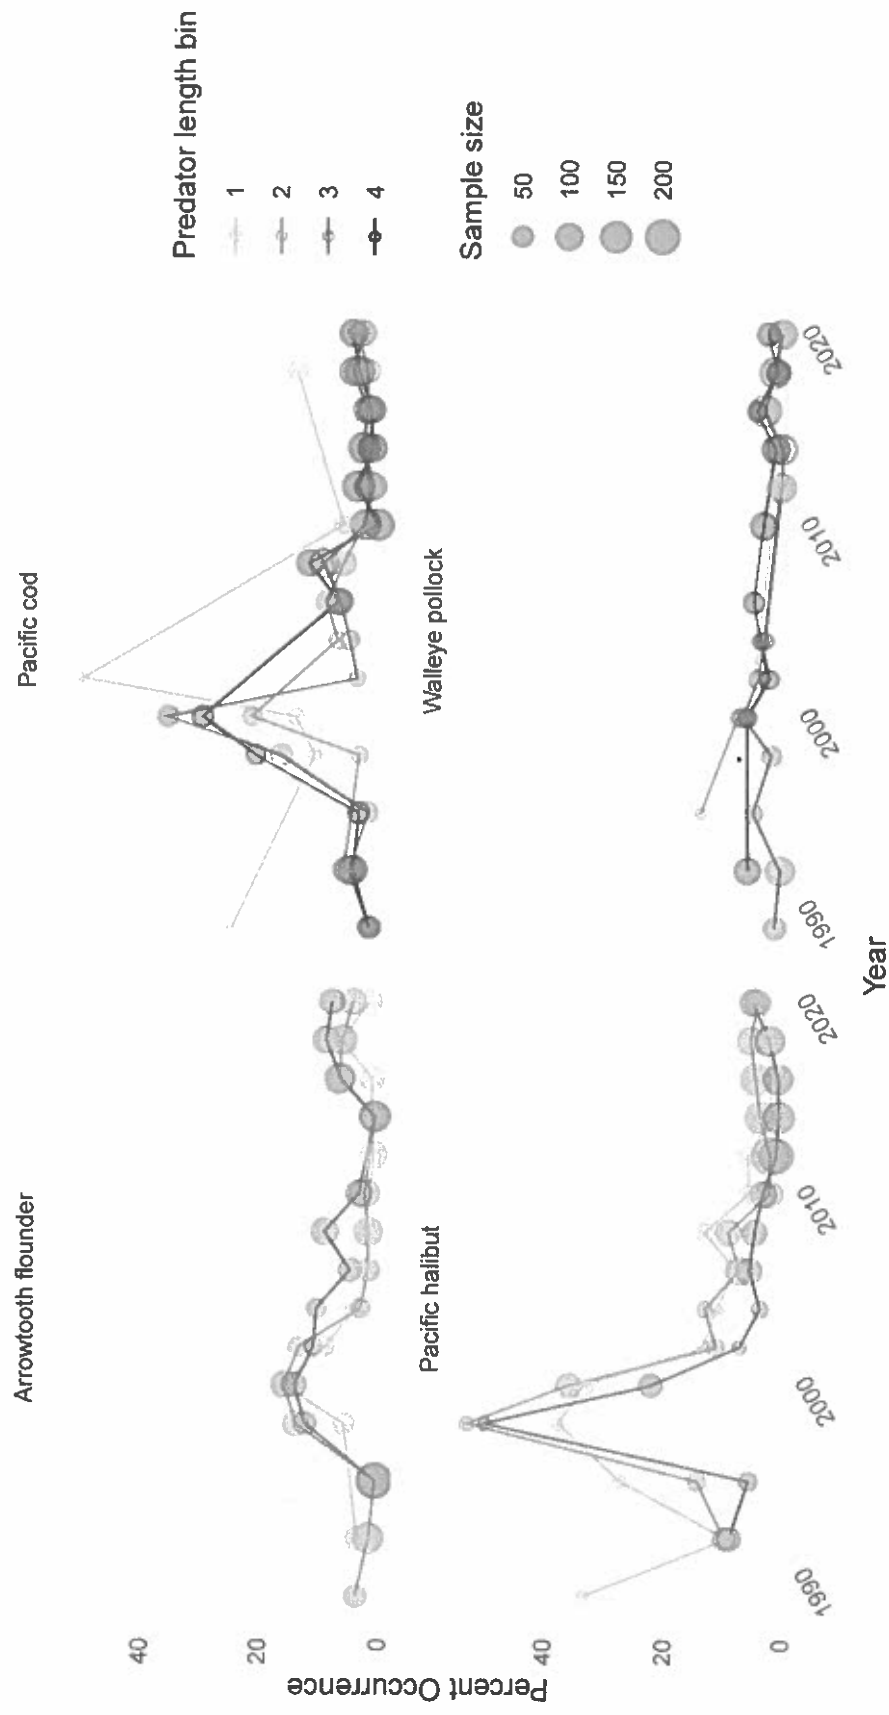 Arrowtooth flounder
Pacific cod
40
20
0
Pacific halibut
Walleye pollock
40
20
0
1990
2000
2010
2020
1990
2000
2010
2020
Percent Occurrence
Year
Predator length bin
1
2
3
4
Sample size
50
100
150
200